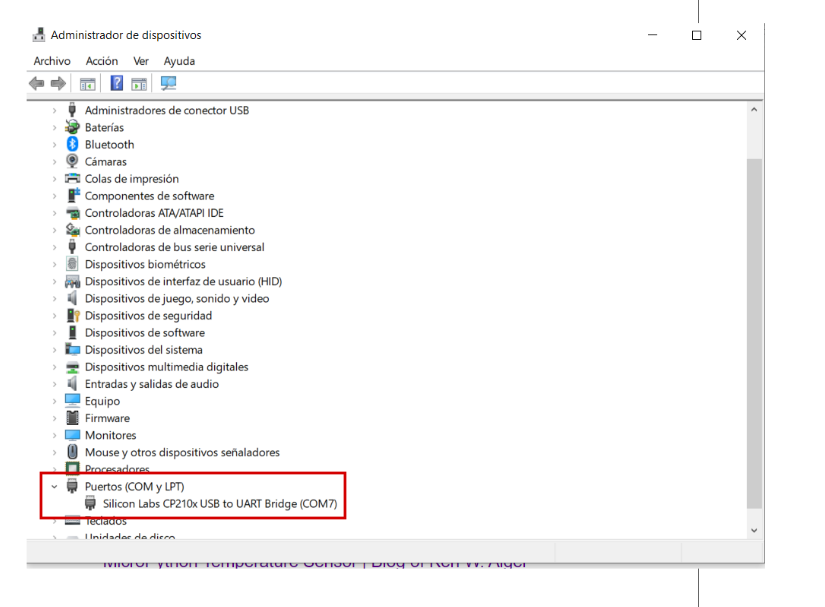 Administrador de dispositivos
Archivo Acción Ver Ayuda
Administradores de conector USB
Baterías
Bluetooth
Cámaras
Colas de impresión
Componentes de software
Controladoras ATA/ATAPI IDE
Controladoras de almacenamiento
Controladoras de bus serie universal
Dispositivos biométricos
Dispositivos de interfaz de usuario (HID)
Dispositivos de juego, sonido y video
Dispositivos de seguridad
Dispositivos de software
Dispositivos del sistema
Dispositivos multimedia digitales
Entradas y salidas de audio
Equipo
Firmware
Monitores
Mouse y otros dispositivos señaladores
Procesadores
Puertos (COM y LPT)
Silicon Labs CP210x USB to UART Bridge (COM7)
Teclados
Unidades de disco
MicroPython Temperature Sensor | Blog of Ken W. Alger